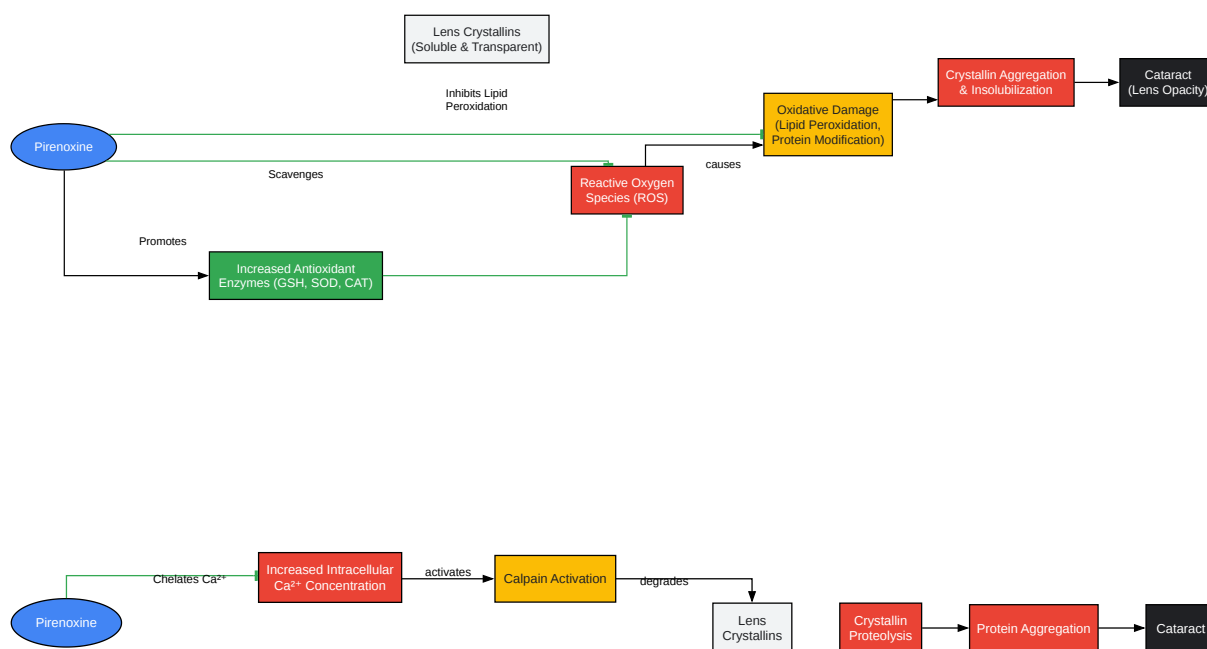 Lens Crystallins
(Soluble & Transparent)
Inhibits Lipid
Peroxidation
Crystallin Aggregation
& Insolubilization
Cataract
(Lens Opacity)
Oxidative Damage
(Lipid Peroxidation,
Protein Modification)
Pirenoxine
Scavenges
causes
Reactive Oxygen
Species (ROS)
Promotes
Increased Antioxidant
Enzymes (GSH, SOD, CAT)
Chelates Ca²⁺
Increased Intracellular
Ca²⁺ Concentration
activates
Calpain Activation
degrades
Pirenoxine
Lens
Crystallins
Crystallin
Proteolysis
Protein Aggregation
Cataract